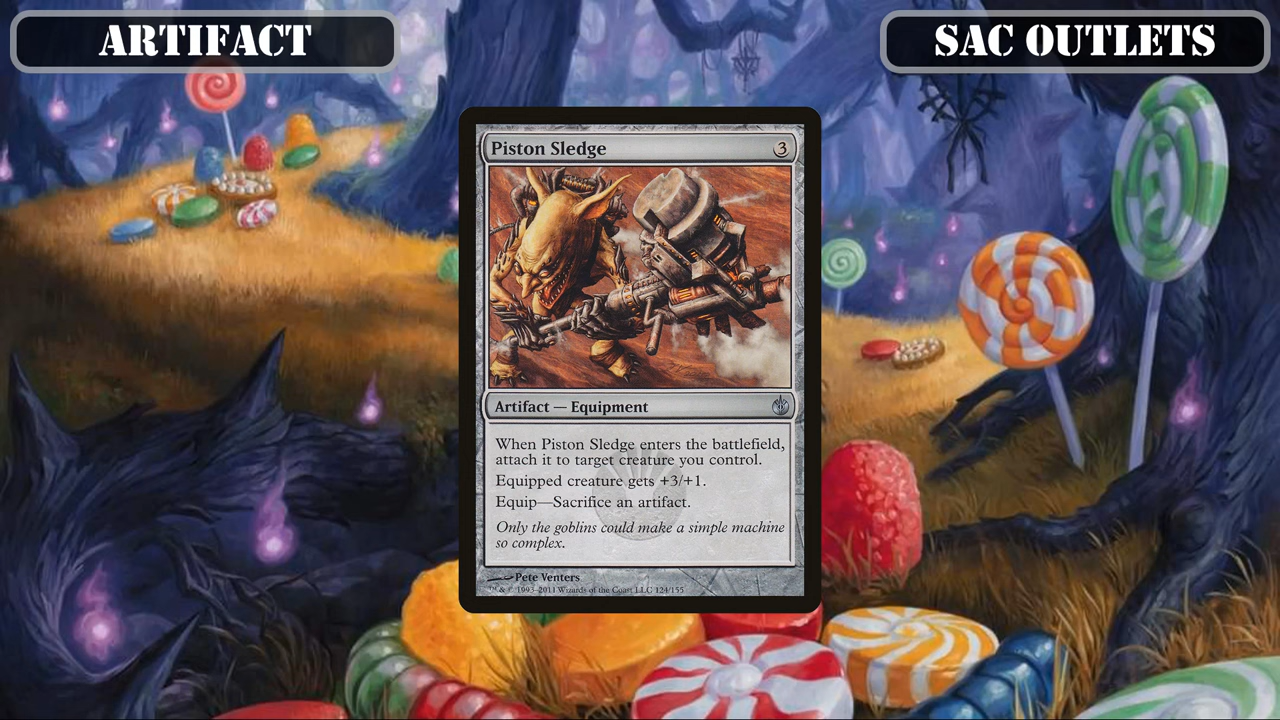 ARTIFACT
SAC OUTLETS
Piston Sledge
3
Artifact — Equipment
When Piston Sledge enters the battlefield,
attach it to target creature you control.
Equipped creature gets +3/+1.
Equip—Sacrifice an artifact.
Only the goblins could make a simple machine
so complex.
Pete Venters
™ & © 1993–2011 Wizards of the Coast LLC 124/155